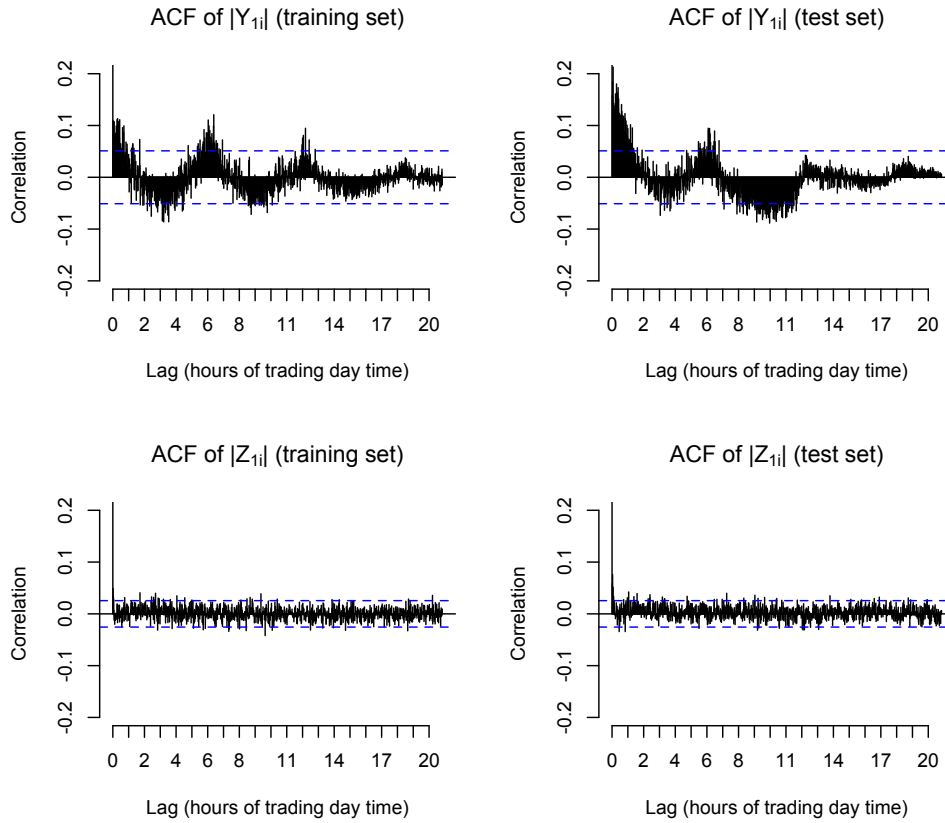 ACF of |Y1i| (training set)
Correlation
0.2
0.1
0.0
-0.1
-0.2
0 2 4 6 8 11 14 17 20
Lag (hours of trading day time)
ACF of |Y1i| (test set)
Correlation
0.2
0.1
0.0
-0.1
-0.2
0 2 4 6 8 11 14 17 20
Lag (hours of trading day time)
ACF of |Z1i| (training set)
Correlation
0.2
0.1
0.0
-0.1
-0.2
0 2 4 6 8 11 14 17 20
Lag (hours of trading day time)
ACF of |Z1i| (test set)
Correlation
0.2
0.1
0.0
-0.1
-0.2
0 2 4 6 8 11 14 17 20
Lag (hours of trading day time)